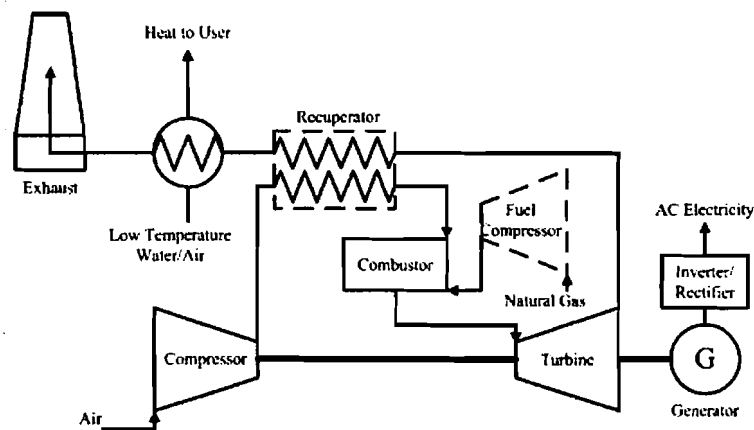 Heat to User
Recuperator
Exhaust
Low Temperature
Water/Air
Fuel
Compressor
AC Electricity
Combustor
Inverter/
Rectifier
Natural Gas
Compressor
Turbine
G
Generator
Air